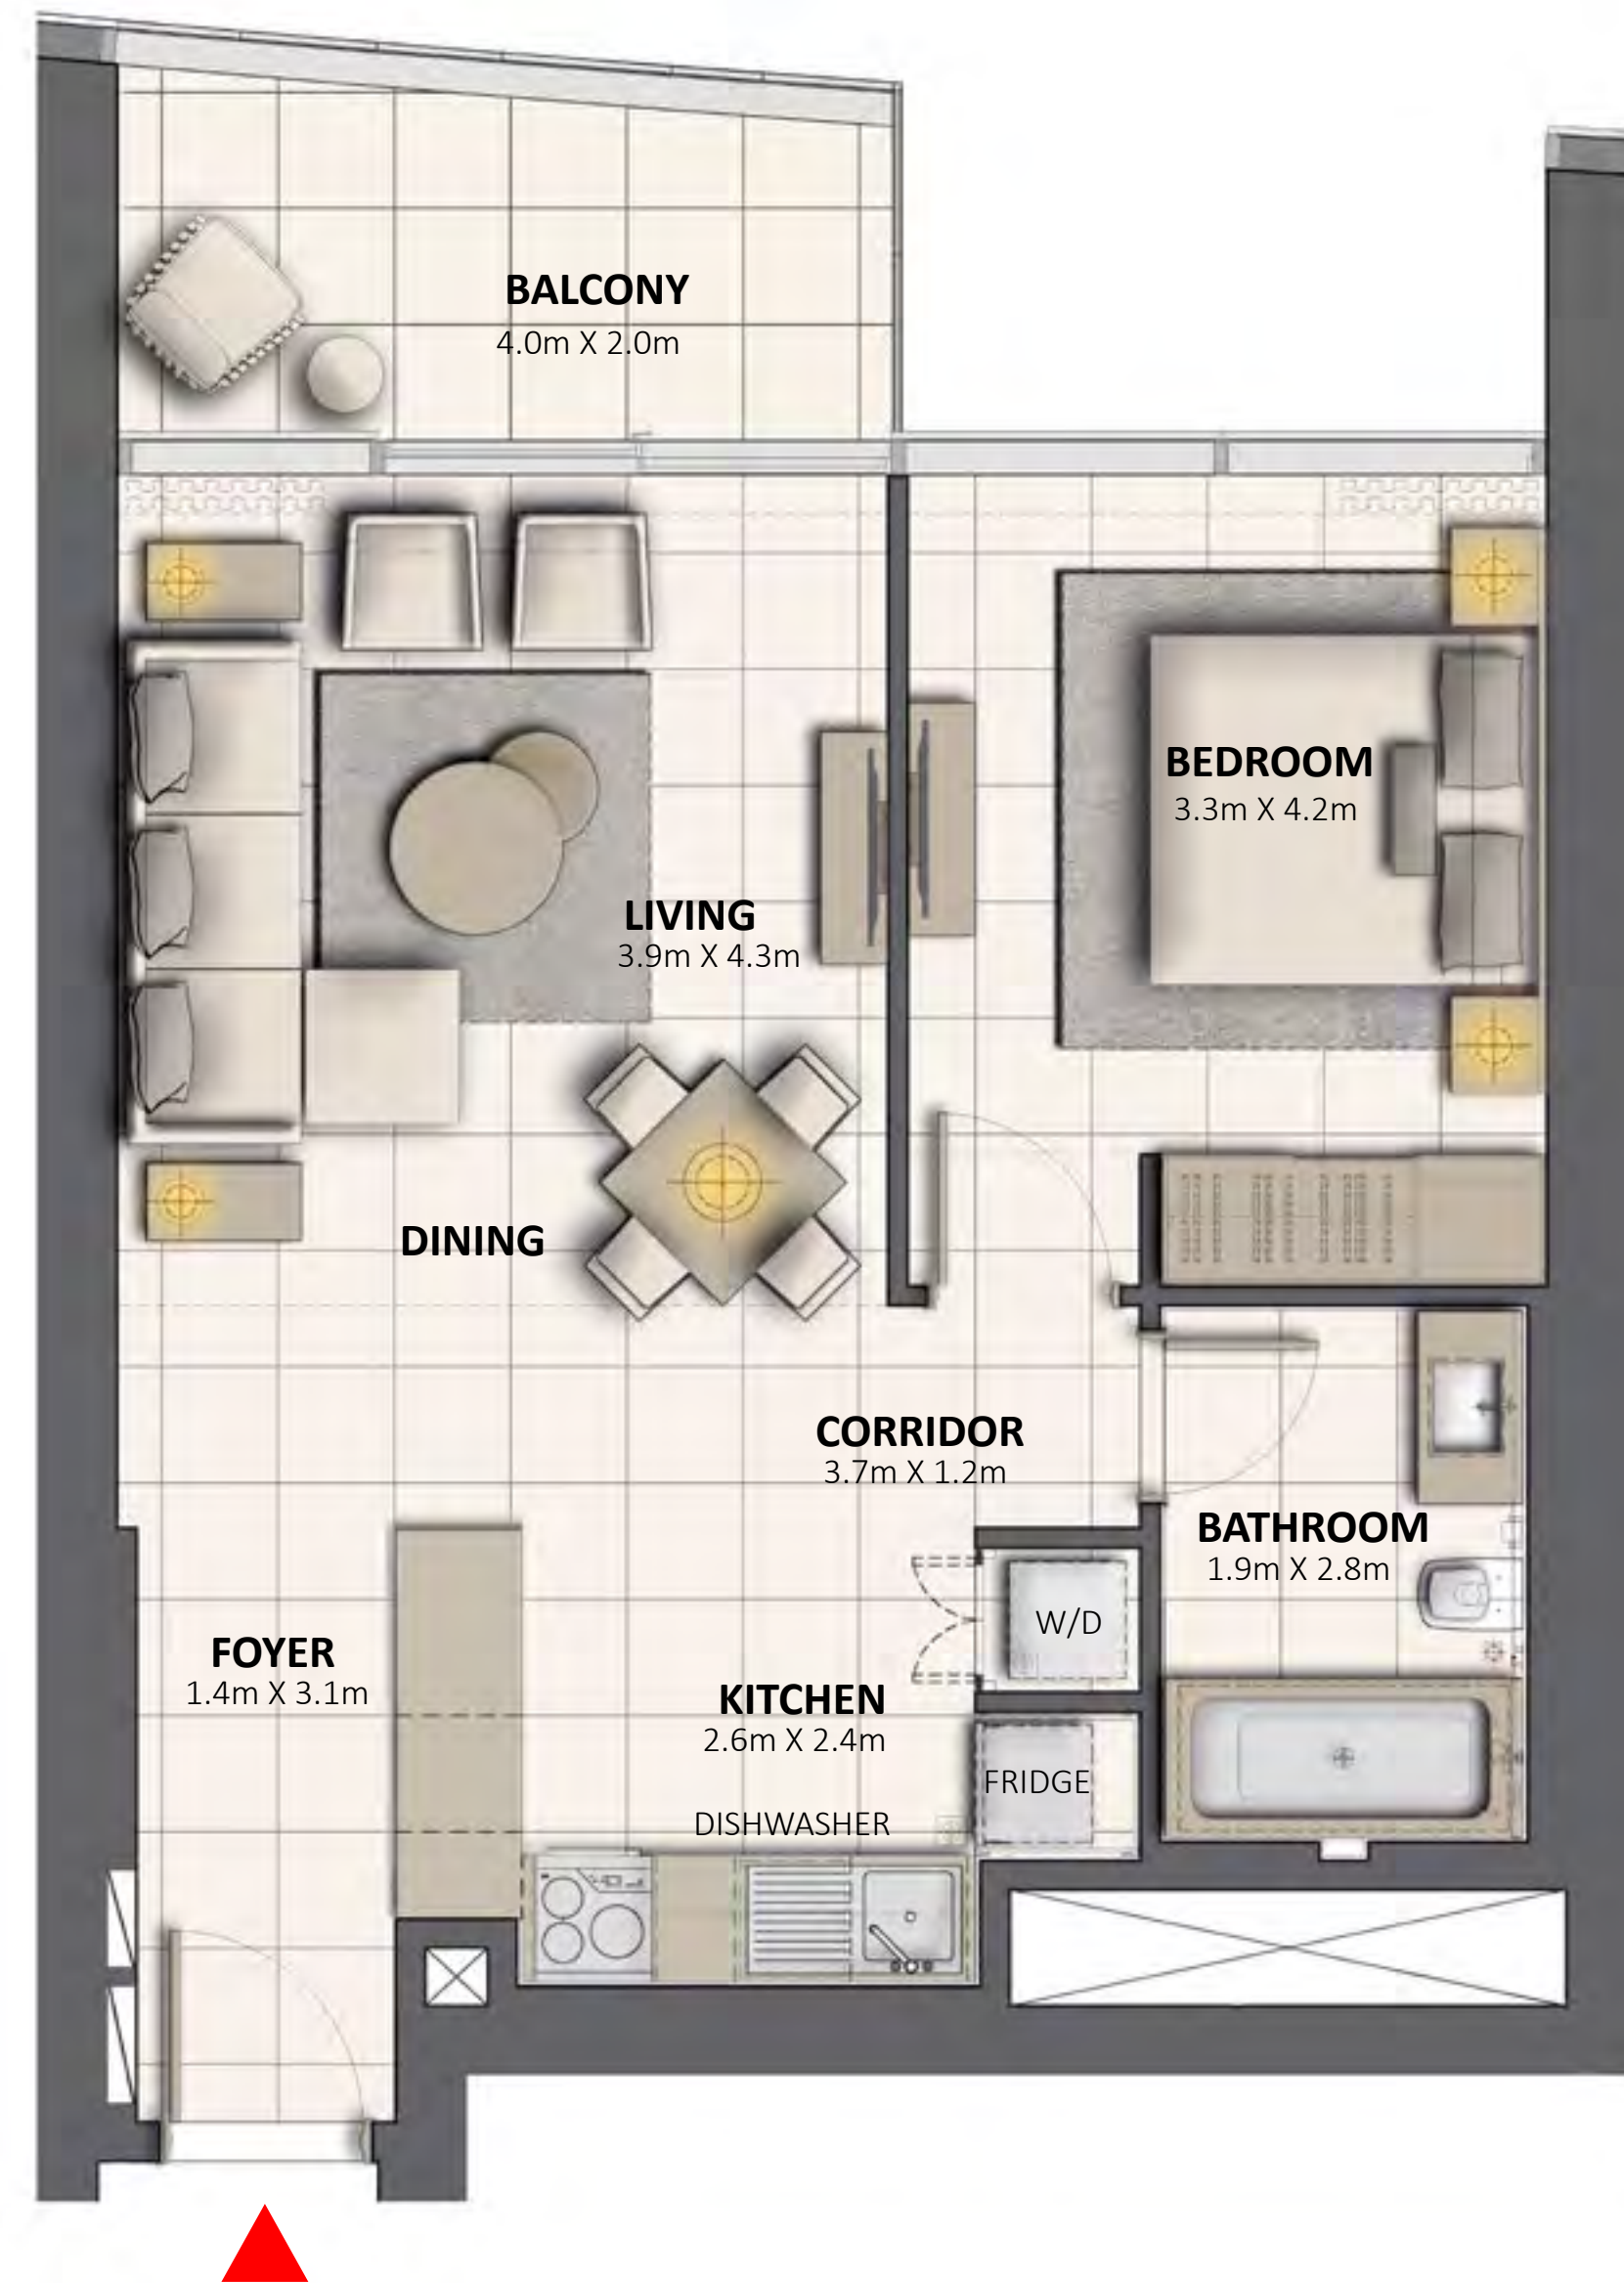 BALCONY
4.0m X 2.0m
BEDROOM
3.3m X 4.2m
LIVING
3.9m X 4.3m
DINING
CORRIDOR
3.7m X 1.2m
BATHROOM
1.9m X 2.8m
W/D
FOYER
1.4m X 3.1m
KITCHEN
2.6m X 2.4m
FRIDGE
DISHWASHER